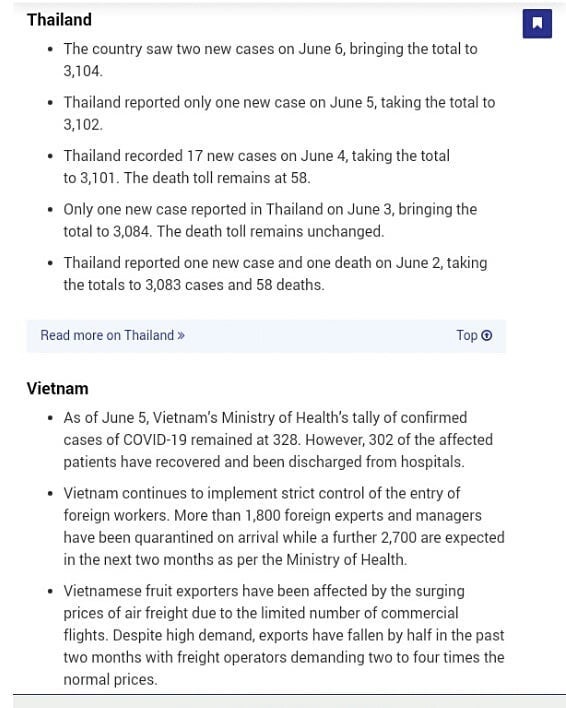 Thailand
• The country saw two new cases on June 6, bringing the total to
3,104.
• Thailand reported only one new case on June 5, taking the total to
3,102.
• Thailand recorded 17 new cases on June 4, taking the total
to 3,101. The death toll remains at 58.
• Only one new case reported in Thailand on June 3, bringing the
total to 3,084. The death toll remains unchanged.
• Thailand reported one new case and one death on June 2, taking
the totals to 3,083 cases and 58 deaths.
Read more on Thailand »
Top
Vietnam
• As of June 5, Vietnam's Ministry of Health's tally of confirmed
cases of COVID-19 remained at 328. However, 302 of the affected
patients have recovered and been discharged from hospitals.
• Vietnam continues to implement strict control of the entry of
foreign workers. More than 1,800 foreign experts and managers
have been quarantined on arrival while a further 2,700 are expected
in the next two months as per the Ministry of Health.
• Vietnamese fruit exporters have been affected by the surging
prices of air freight due to the limited number of commercial
flights. Despite high demand, exports have fallen by half in the past
two months with freight operators demanding two to four times the
normal prices.